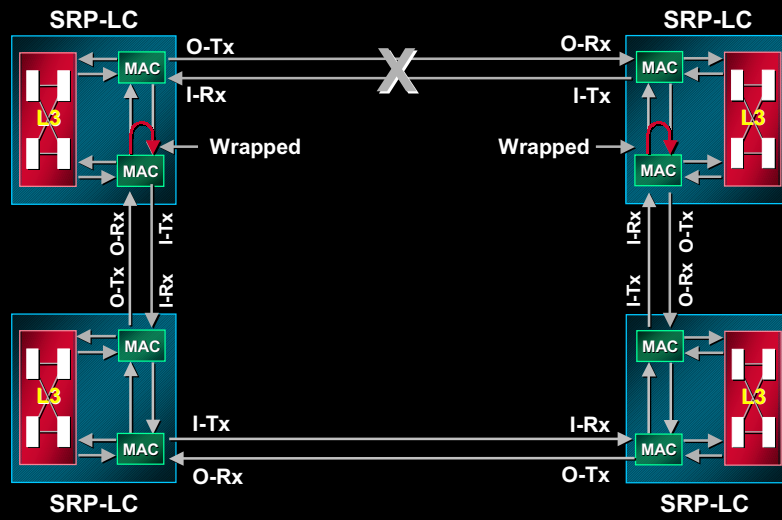 SRP-LC
SRP-LC
O-Tx
O-Rx
MAC
MAC
I-Rx
X
I-Tx
L3
L3
Wrapped
Wrapped
MAC
MAC
O-Rx
I-Tx
I-Rx
O-Tx
O-Tx
I-Rx
I-Tx
O-Rx
MAC
MAC
L3
L3
I-Tx
I-Rx
MAC
MAC
O-Rx
O-Tx
SRP-LC
SRP-LC